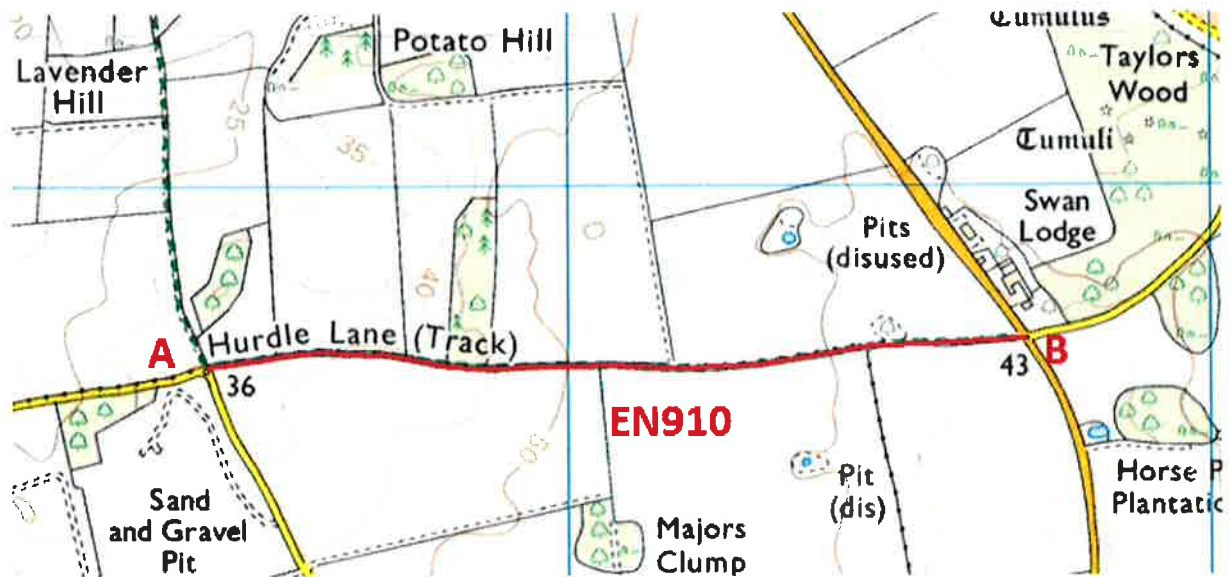 Potato Hill
Tumulus
Lavender
Hill
Taylors
Wood
25
35
Tumuli
Swan
Lodge
Pits
(disused)
40
A
Hurdle Lane (Track)
B
36
43
EN910
50
Sand
and Gravel
Pit
Pit
(dis)
Horse P
Plantatio
Majors
Clump